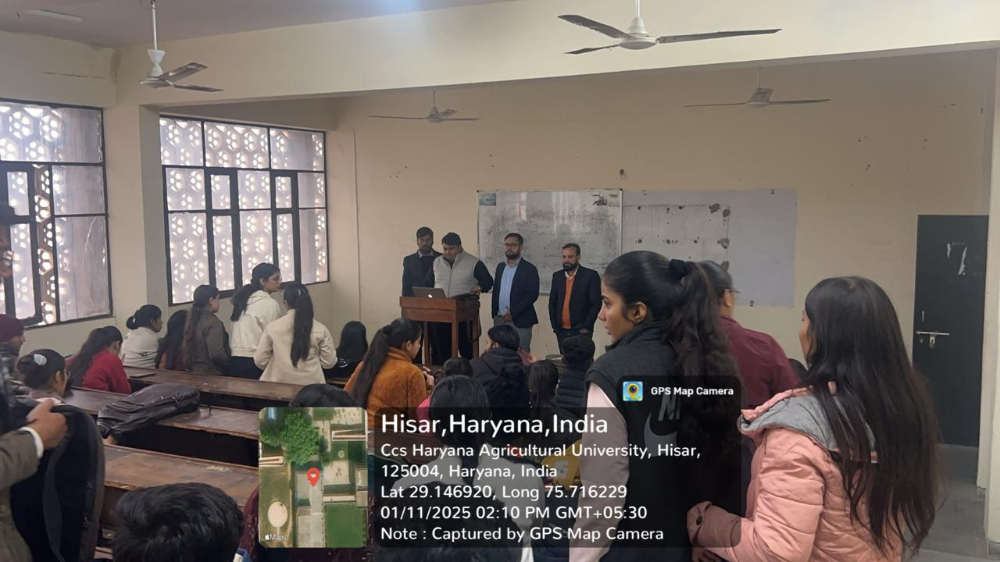 GPS Map Camera
Hisar,Haryana,India
Ccs Haryana Agricultural University, Hisar,
125004, Haryana, India
Lat 29.146920, Long 75.716229
01/11/2025 02:10 PM GMT+05:30
Note : Captured by GPS Map Camera
Maps